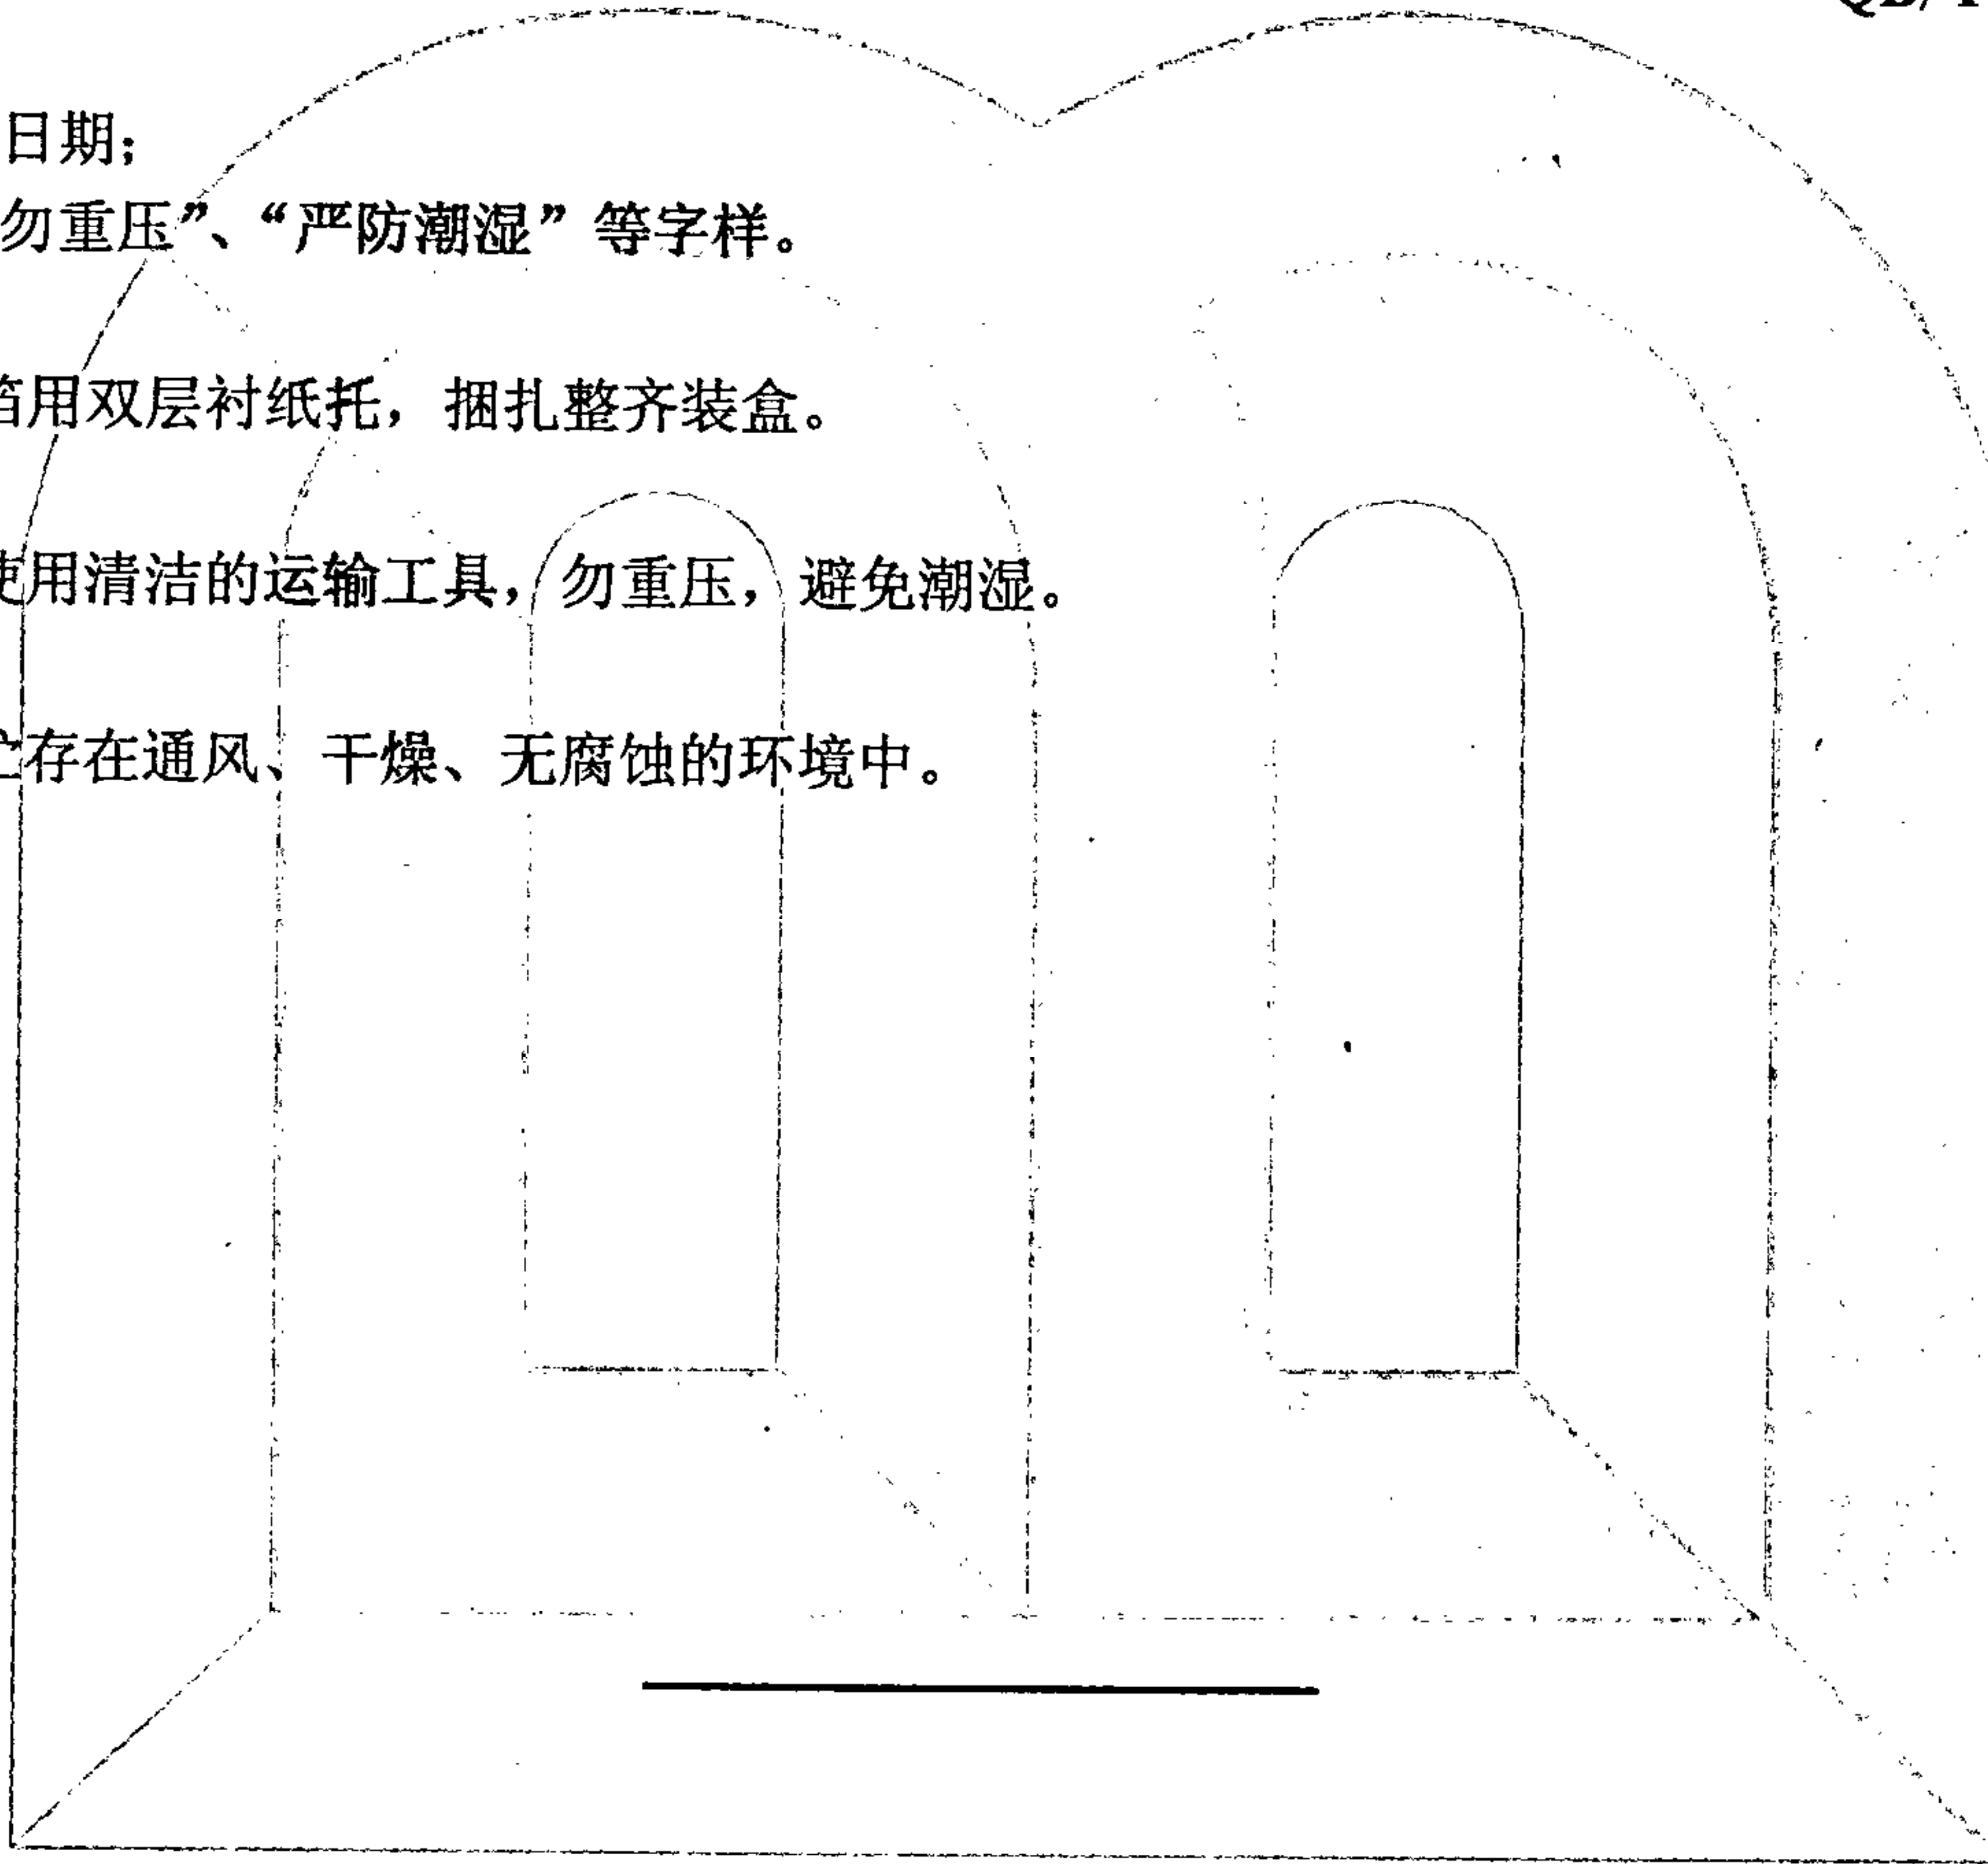 日期;
勿重压”、“严防潮湿”等字样。
用双层衬纸托,捆扎整齐装盒。
使用清洁的运输工具,勿重压,避免潮湿。
存在通风、干燥、无腐蚀的环境中。